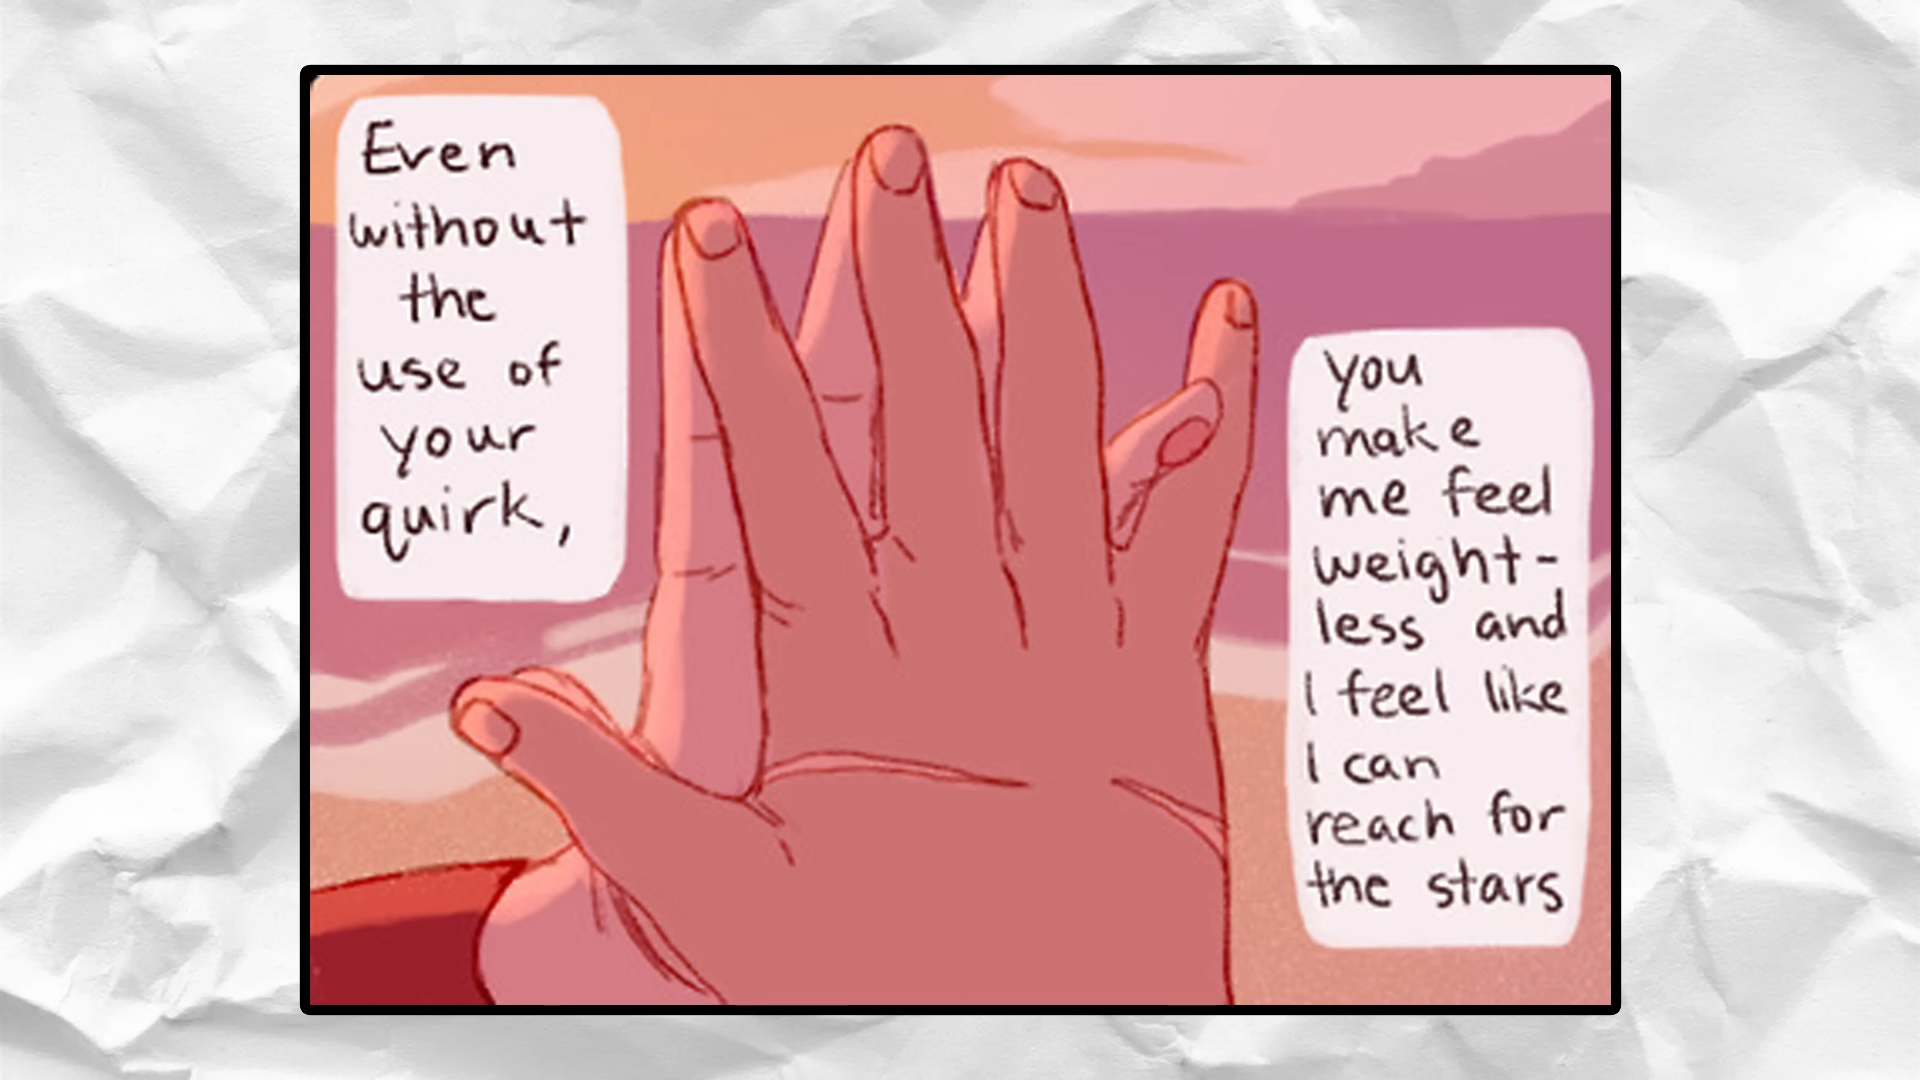 Even
without
the
use of
your
quirk,
you
make
me feel
weight-
less and
I feel like
I can
reach for
the stars